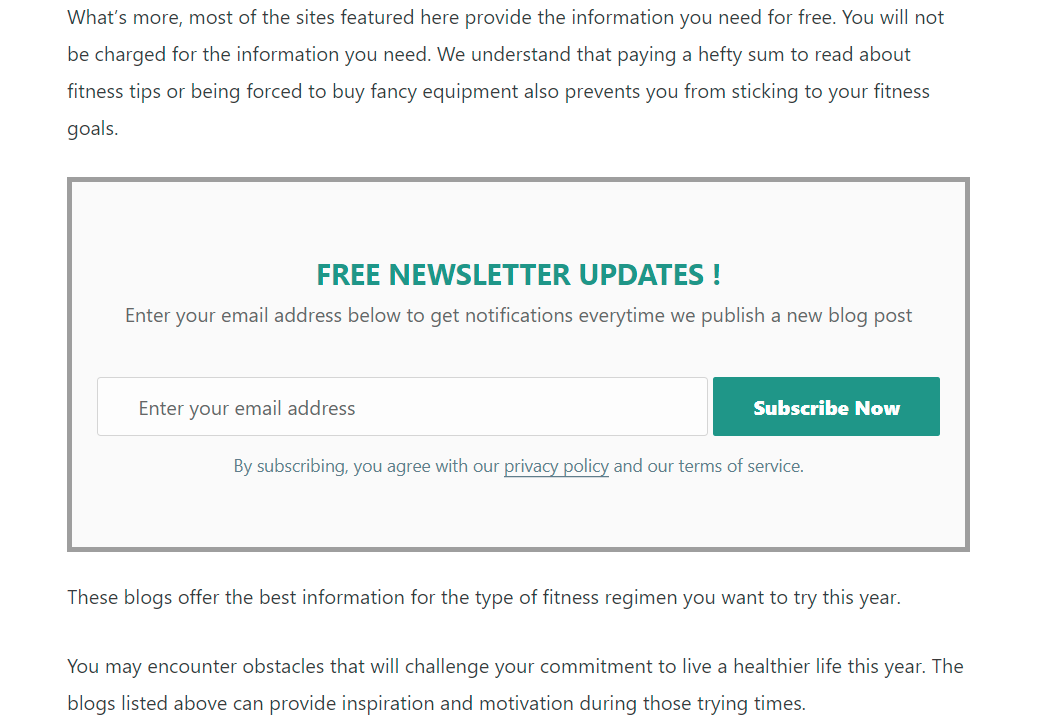 What’s more, most of the sites featured here provide the information you need for free. You will not
be charged for the information you need. We understand that paying a hefty sum to read about
fitness tips or being forced to buy fancy equipment also prevents you from sticking to your fitness
goals.
FREE NEWSLETTER UPDATES !
Enter your email address below to get notifications everytime we publish a new blog post
Enter your email address
Subscribe Now
By subscribing, you agree with our privacy policy and our terms of service.
These blogs offer the best information for the type of fitness regimen you want to try this year.
You may encounter obstacles that will challenge your commitment to live a healthier life this year. The
blogs listed above can provide inspiration and motivation during those trying times.